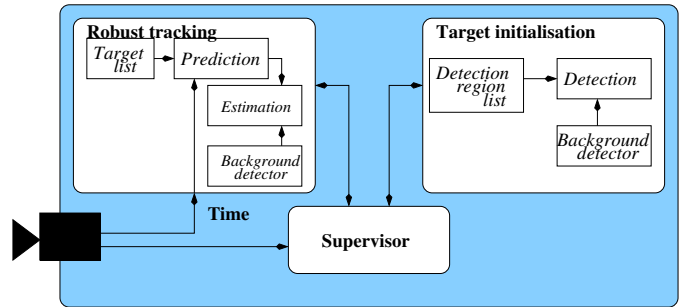 Robust tracking
Target
list
Prediction
Estimation
Background
detector
Time
Target initialisation
Detection
region
list
Detection
Background
detector
Supervisor